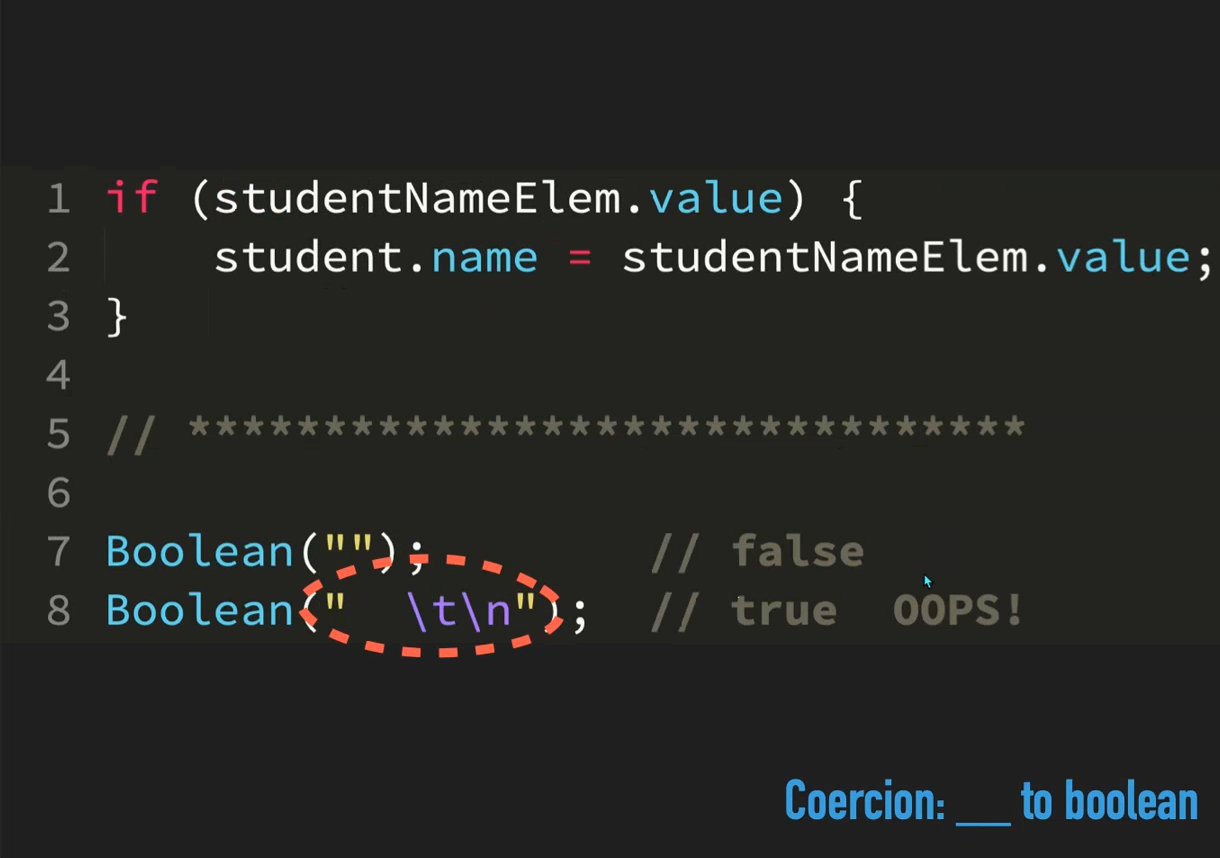 1 if (studentNameElem.value) {
2     student.name = studentNameElem.value;
3 }
4
5 // *******************************
6
7 Boolean("");         // false
8 Boolean("  \t\n");  // true  OOPS!
Coercion: ___ to boolean